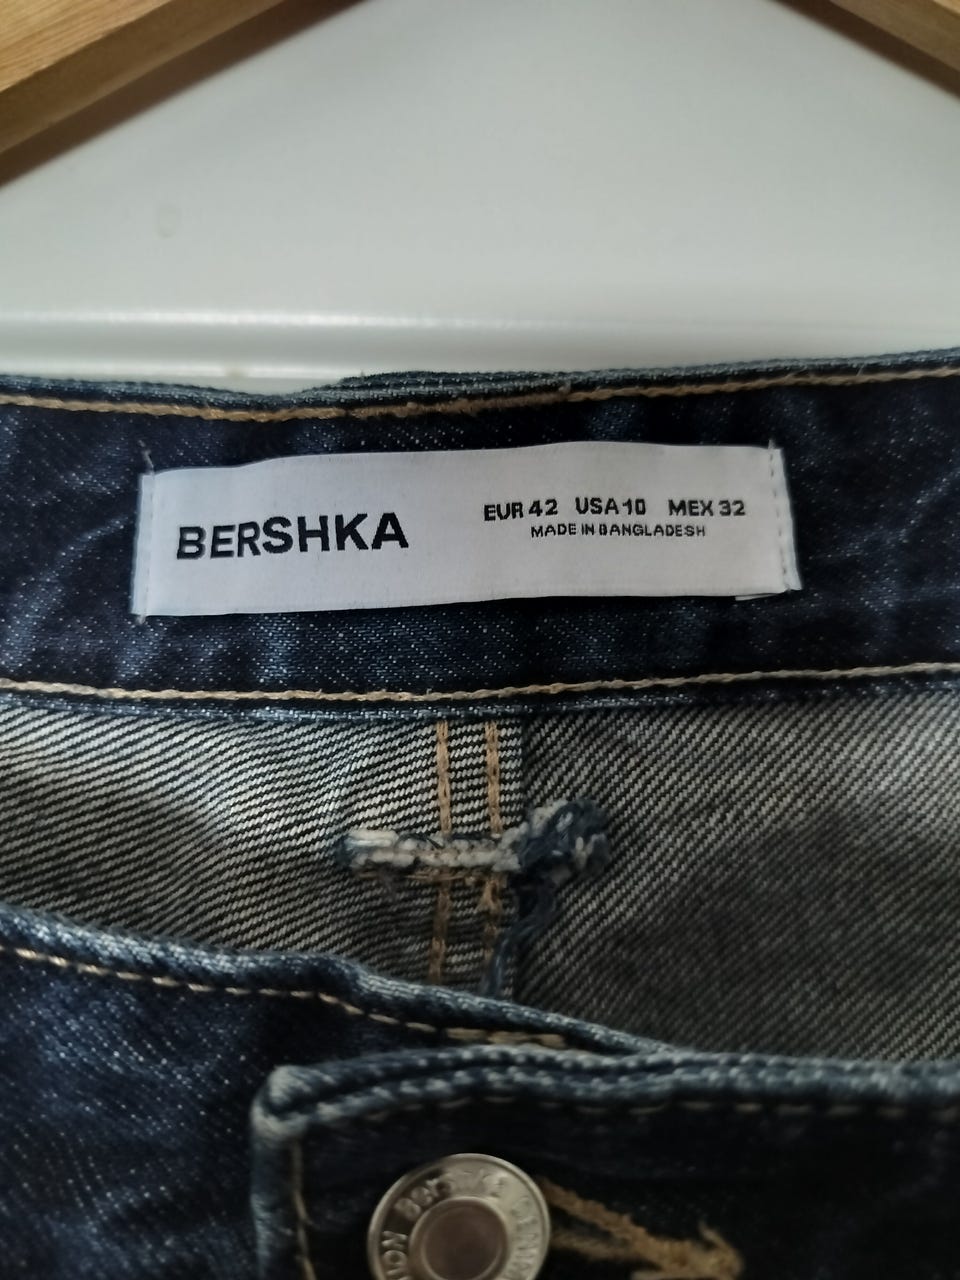 BERSHKA
EUR 42 USA 10 MEX 32
MADE IN BANGLADESH